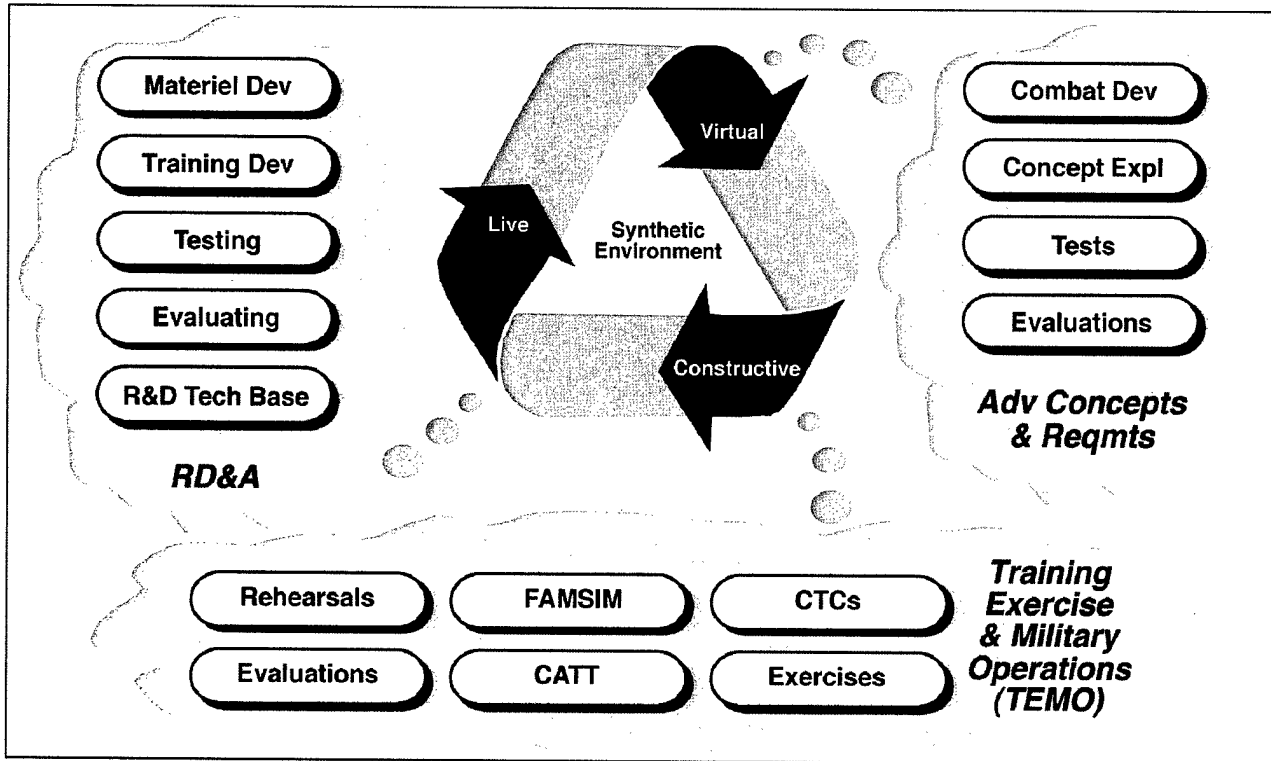 Materiel Dev
Training Dev
Testing
Evaluating
R&D Tech Base
RD&A
Virtual
Live
Synthetic
Environment
Constructive
Combat Dev
Concept Expl
Tests
Evaluations
Adv Concepts
& Reqmts
Rehearsals
FAMSIM
CTCs
Evaluations
CATT
Exercises
Training
Exercise
& Military
Operations
(TEMO)